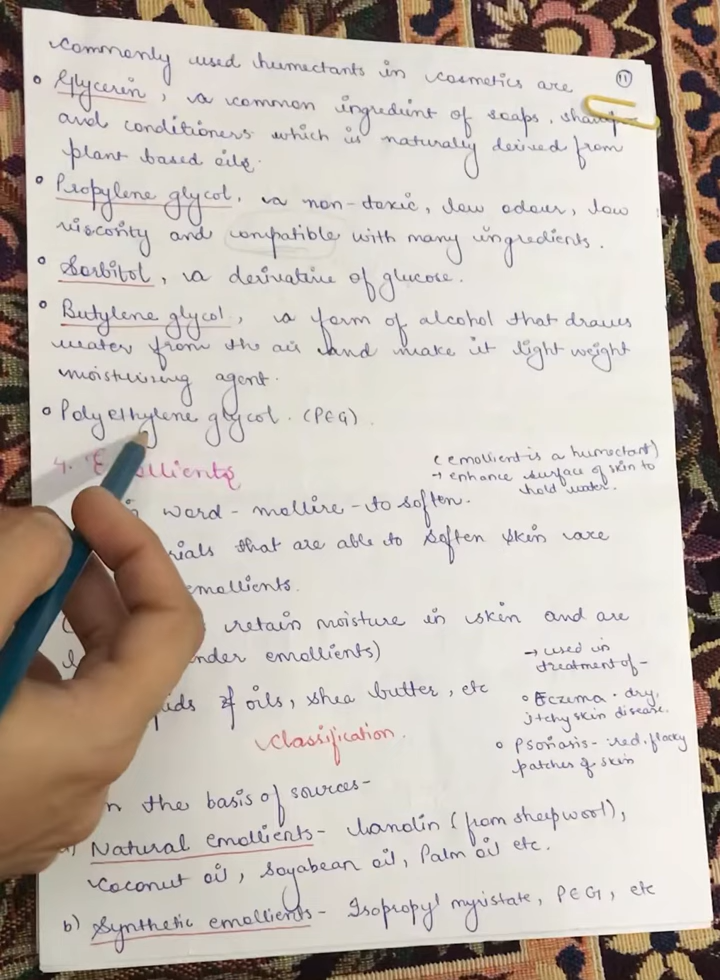 11
commonly used humectants in cosmetics are
Glycerin, a common ingredient of soaps,
and conditioners which is naturally derived from
plant based oils.
Propylene glycol, a non-toxic, low odour, low
viscosity and compatible with many ingredients.
Sorbitol, a derivative of glucose.
Butylene glycol, a form of alcohol that draws
water from the air and make it light weight
moisturizing agent.
Polyethylene glycol. (PEG).
4.
(emollient is a humectant)
→ enhance surface of skin to
hold water.
word - mollire - to soften.
that are able to soften skin are
emollients.
retain moisture in skin and are
emollients)
→ used in
treatment of -
of oils, shea butter, etc
Eczema - dry,
itchy skin disease.
Classification.
Psoriasis - red, flacky
patches of skin
the basis of sources-
Natural emollients - Lanolin (from sheep wool),
coconut oil, Soyabean oil, Palm oil etc.
b) Synthetic emollients - Isopropyl myristate, PEG, etc